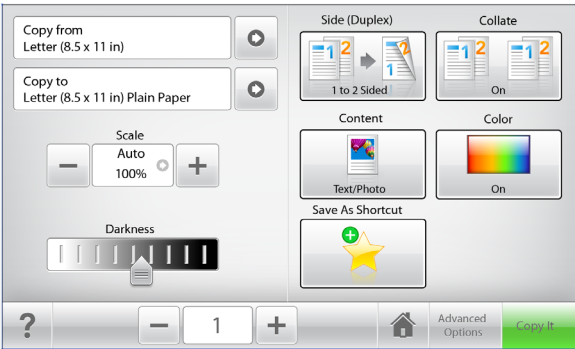 Copy from
Letter (8.5 x 11 in)
Copy to
Letter (8.5 x 11 in) Plain Paper
Scale
Auto
100%
Darkness
Side (Duplex)
1 2 2 1
1 to 2 Sided
Collate
1 2 1 2
On
Content
Text/Photo
Color
On
Save As Shortcut
?
1
Advanced
Options
Copy It